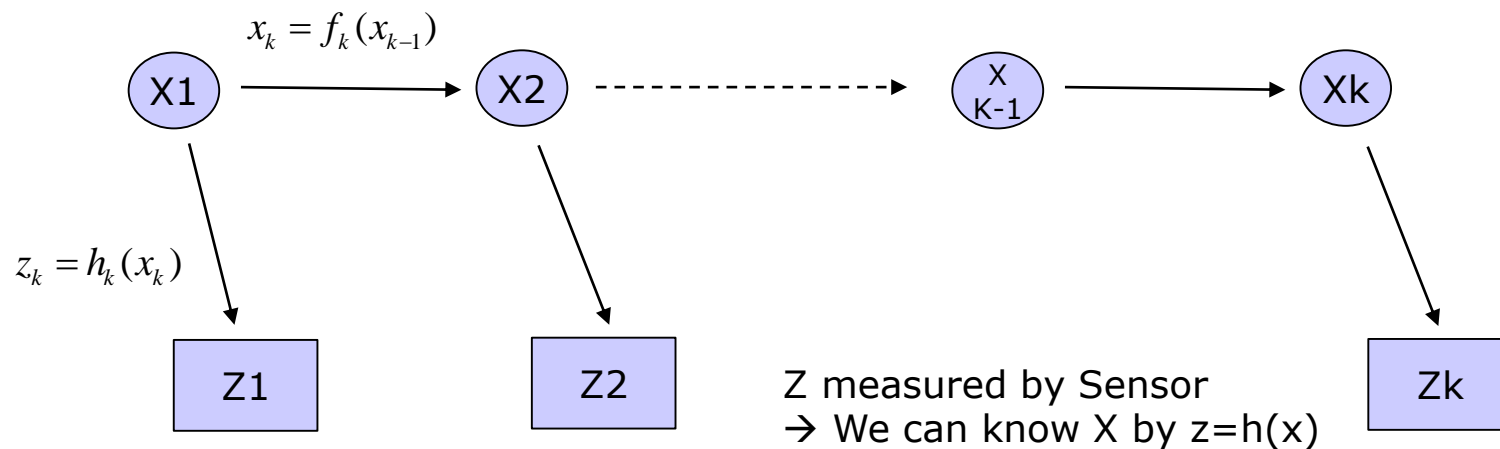 x_k = f_k(x_{k-1})
X1
X2
X
K-1
Xk
z_k = h_k(x_k)
Z1
Z2
Z measured by Sensor
→ We can know X by z=h(x)
Zk